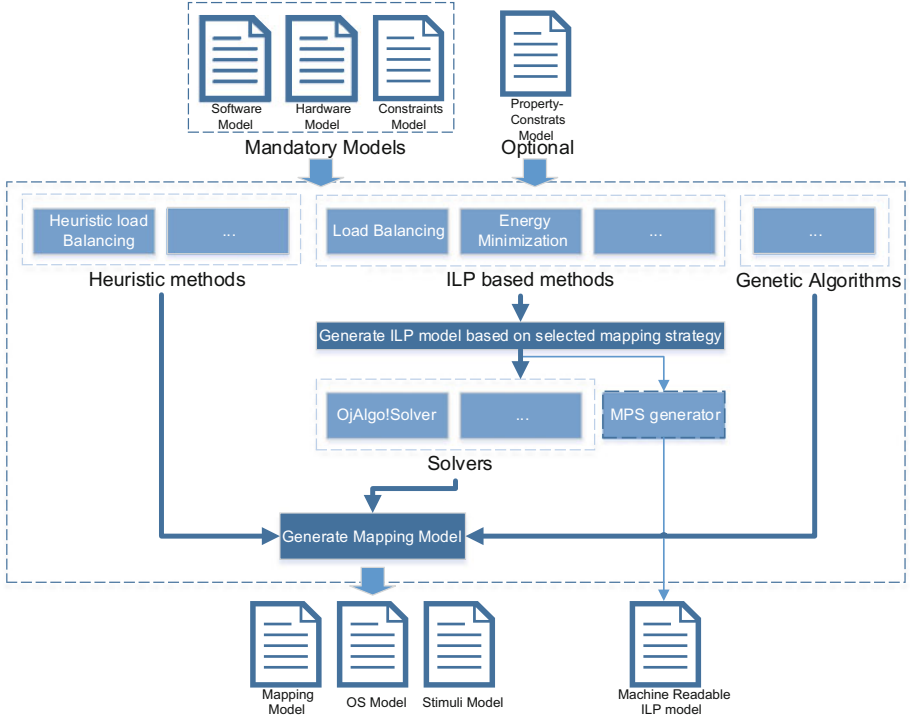 Software
Model
Hardware
Model
Constraints
Model
Property-
Constrats
Model
Mandatory Models
Optional
Heuristic load
Balancing
...
Load Balancing
Energy
Minimization
...
...
Heuristic methods
ILP based methods
Genetic Algorithms
Generate ILP model based on selected mapping strategy
OjAlgo!Solver
...
MPS generator
Solvers
Generate Mapping Model
Mapping
Model
OS Model
Stimuli Model
Machine Readable
ILP model